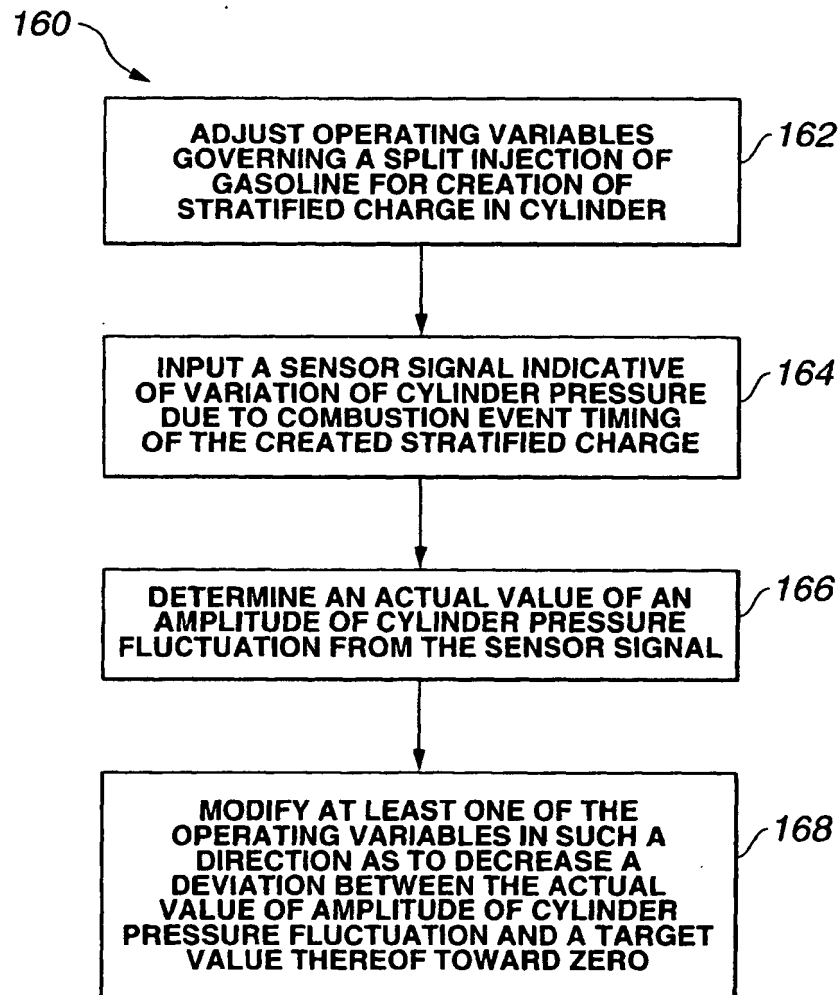 160
ADJUST OPERATING VARIABLES
GOVERNING A SPLIT INJECTION OF
GASOLINE FOR CREATION OF
STRATIFIED CHARGE IN CYLINDER
162
INPUT A SENSOR SIGNAL INDICATIVE
OF VARIATION OF CYLINDER PRESSURE
DUE TO COMBUSTION EVENT TIMING
OF THE CREATED STRATIFIED CHARGE
164
DETERMINE AN ACTUAL VALUE OF AN
AMPLITUDE OF CYLINDER PRESSURE
FLUCTUATION FROM THE SENSOR SIGNAL
166
MODIFY AT LEAST ONE OF THE
OPERATING VARIABLES IN SUCH A
DIRECTION AS TO DECREASE A
DEVIATION BETWEEN THE ACTUAL
VALUE OF AMPLITUDE OF CYLINDER
PRESSURE FLUCTUATION AND A TARGET
VALUE THEREOF TOWARD ZERO
168